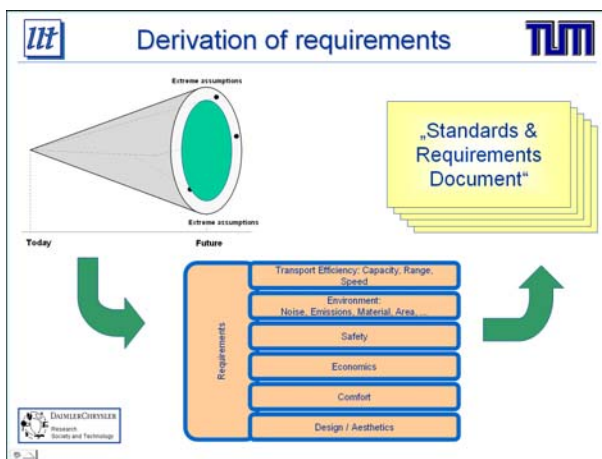 llt
Derivation of requirements
TUM
Extreme assumptions
Extreme assumptions
Today
Future
„Standards &
Requirements
Document“
Requirements
Transport Efficiency: Capacity, Range,
Speed
Environment:
Noise, Emissions, Material, Area, ...
Safety
Economics
Comfort
Design / Aesthetics
DAIMLERCHRYSLER
Research
Society and Technology